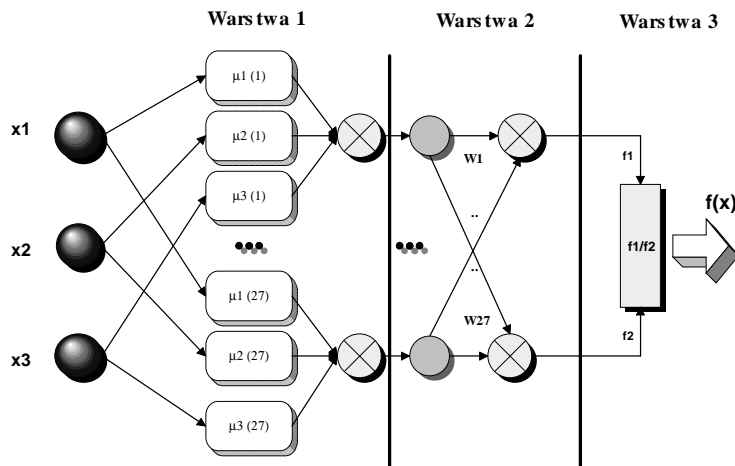 Warstwa 1
Warstwa 2
Warstwa 3
μ1 (1)
x1
μ2 (1)
W1
f1
μ3 (1)
f(x)
x2
..
f1/f2
..
μ1 (27)
W27
f2
x3
μ2 (27)
μ3 (27)